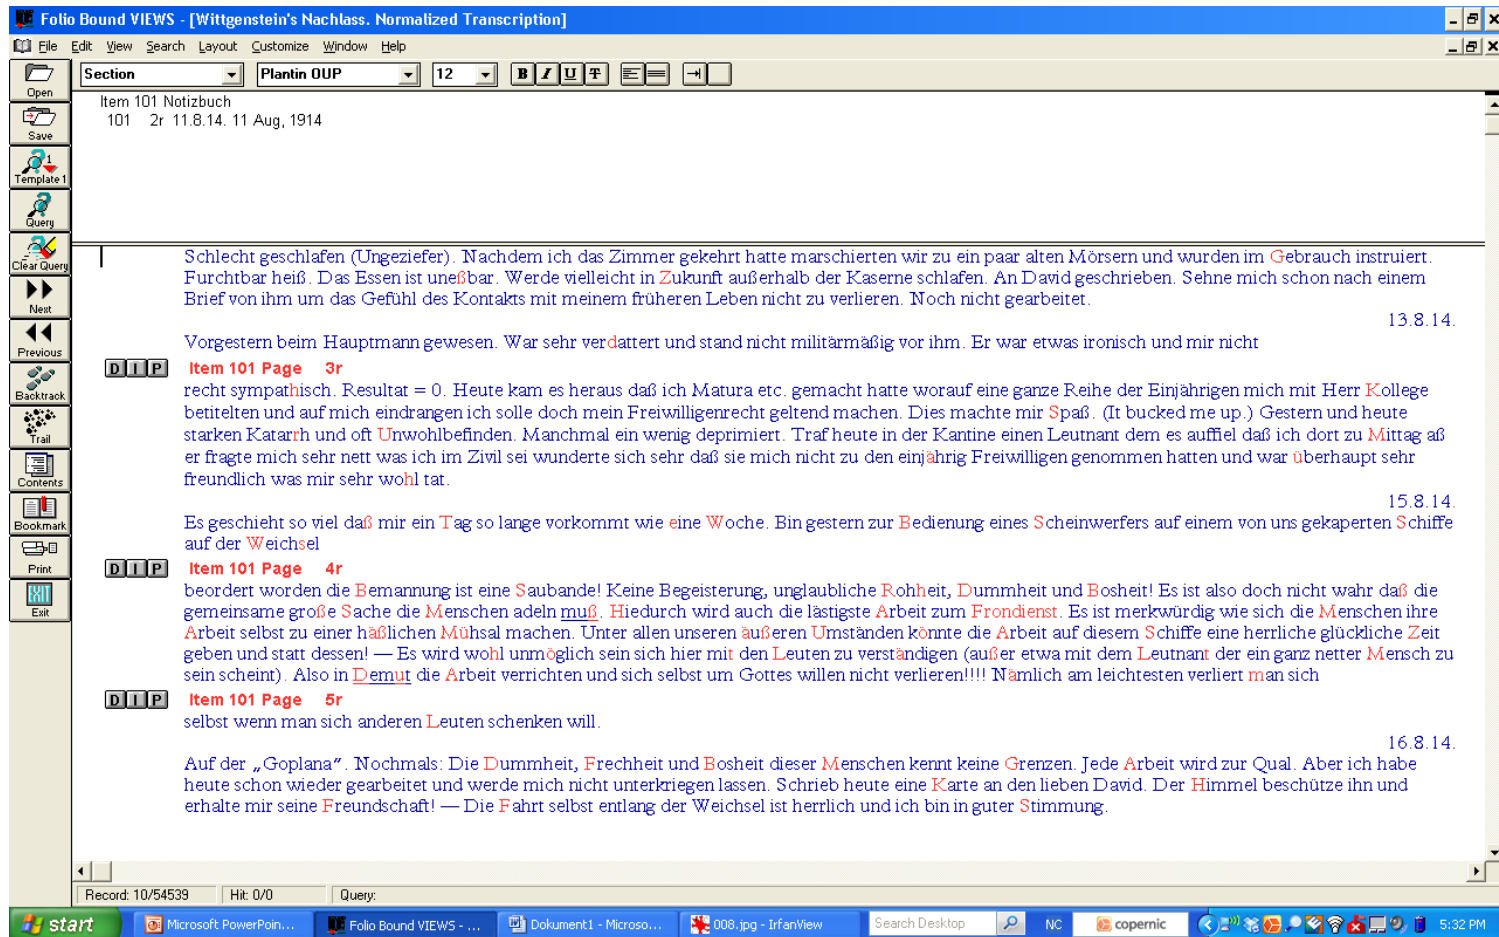 Folio Bound VIEWS - [Wittgenstein's Nachlass. Normalized Transcription]
File Edit View Search Layout Customize Window Help
Open
Save
Template 1
Query
Clear Query
Next
Previous
Backtrack
Trail
Contents
Bookmark
Print
Exit
Section Plantin OUP 12 B I U T
Item 101 Notizbuch
101 2r 11.8.14. 11 Aug, 1914
Schlecht geschlafen (Ungeziefer). Nachdem ich das Zimmer gekehrt hatte marschierten wir zu ein paar alten Mörsern und wurden im Gebrauch instruiert.
Furchtbar heiß. Das Essen ist uneßbar. Werde vielleicht in Zukunft außerhalb der Kaserne schlafen. An David geschrieben. Sehne mich schon nach einem
Brief von ihm um das Gefühl des Kontakts mit meinem früheren Leben nicht zu verlieren. Noch nicht gearbeitet.
13.8.14.
Vorgestern beim Hauptmann gewesen. War sehr verdattert und stand nicht militärmäßig vor ihm. Er war etwas ironisch und mir nicht
D I P Item 101 Page 3r
recht sympathisch. Resultat = 0. Heute kam es heraus daß ich Matura etc. gemacht hatte worauf eine ganze Reihe der Einjährigen mich mit Herr Kollege
betitelten und auf mich eindrangen ich solle doch mein Freiwilligenrecht geltend machen. Dies machte mir Spaß. (It bucked me up.) Gestern und heute
starken Katarrh und oft Unwohlbefinden. Manchmal ein wenig deprimiert. Traf heute in der Kantine einen Leutnant dem es auffiel daß ich dort zu Mittag aß
er fragte mich sehr nett was ich im Zivil sei wunderte sich sehr daß sie mich nicht zu den einjährig Freiwilligen genommen hatten und war überhaupt sehr
freundlich was mir sehr wohl tat.
15.8.14.
Es geschieht so viel daß mir ein Tag so lange vorkommt wie eine Woche. Bin gestern zur Bedienung eines Scheinwerfers auf einem von uns gekaperten Schiffe
auf der Weichsel
D I P Item 101 Page 4r
beordert worden die Bemannung ist eine Saubande! Keine Begeisterung, unglaubliche Rohheit, Dummheit und Bosheit! Es ist also doch nicht wahr daß die
gemeinsame große Sache die Menschen adeln muß. Hiedurch wird auch die lästigste Arbeit zum Frondienst. Es ist merkwürdig wie sich die Menschen ihre
Arbeit selbst zu einer häßlichen Mühsal machen. Unter allen unseren äußeren Umständen könnte die Arbeit auf diesem Schiffe eine herrliche glückliche Zeit
geben und statt dessen! — Es wird wohl unmöglich sein sich hier mit den Leuten zu verständigen (außer etwa mit dem Leutnant der ein ganz netter Mensch zu
sein scheint). Also in Demut die Arbeit verrichten und sich selbst um Gottes willen nicht verlieren!!!! Nämlich am leichtesten verliert man sich
D I P Item 101 Page 5r
selbst wenn man sich anderen Leuten schenken will.
16.8.14.
Auf der „Goplana”. Nochmals: Die Dummheit, Frechheit und Bosheit dieser Menschen kennt keine Grenzen. Jede Arbeit wird zur Qual. Aber ich habe
heute schon wieder gearbeitet und werde mich nicht unterkriegen lassen. Schrieb heute eine Karte an den lieben David. Der Himmel beschütze ihn und
erhalte mir seine Freundschaft! — Die Fahrt selbst entlang der Weichsel ist herrlich und ich bin in guter Stimmung.
Record: 10/54539 Hit: 0/0 Query:
start Microsoft PowerPoin... Folio Bound VIEWS - ... Dokument1 - Microso... 008.jpg - IrfanView Search Desktop NC copernic 5:32 PM